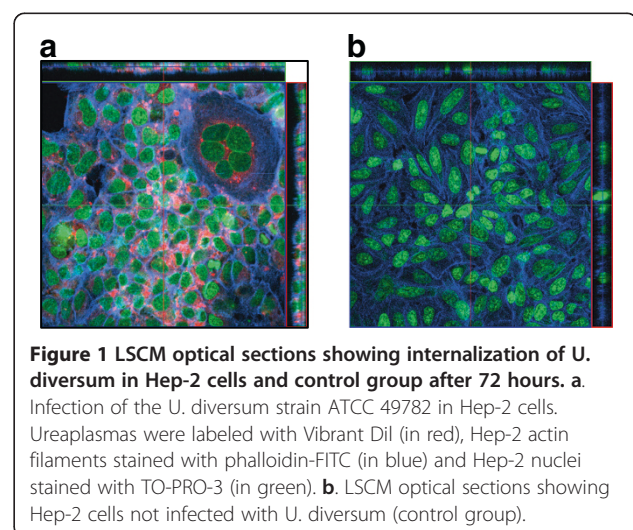 a
b
Figure 1 LSCM optical sections showing internalization of U.
diversum in Hep-2 cells and control group after 72 hours. a.
Infection of the U. diversum strain ATCC 49782 in Hep-2 cells.
Ureaplasmas were labeled with Vibrant Dil (in red), Hep-2 actin
filaments stained with phalloidin-FITC (in blue) and Hep-2 nuclei
stained with TO-PRO-3 (in green). b. LSCM optical sections showing
Hep-2 cells not infected with U. diversum (control group).